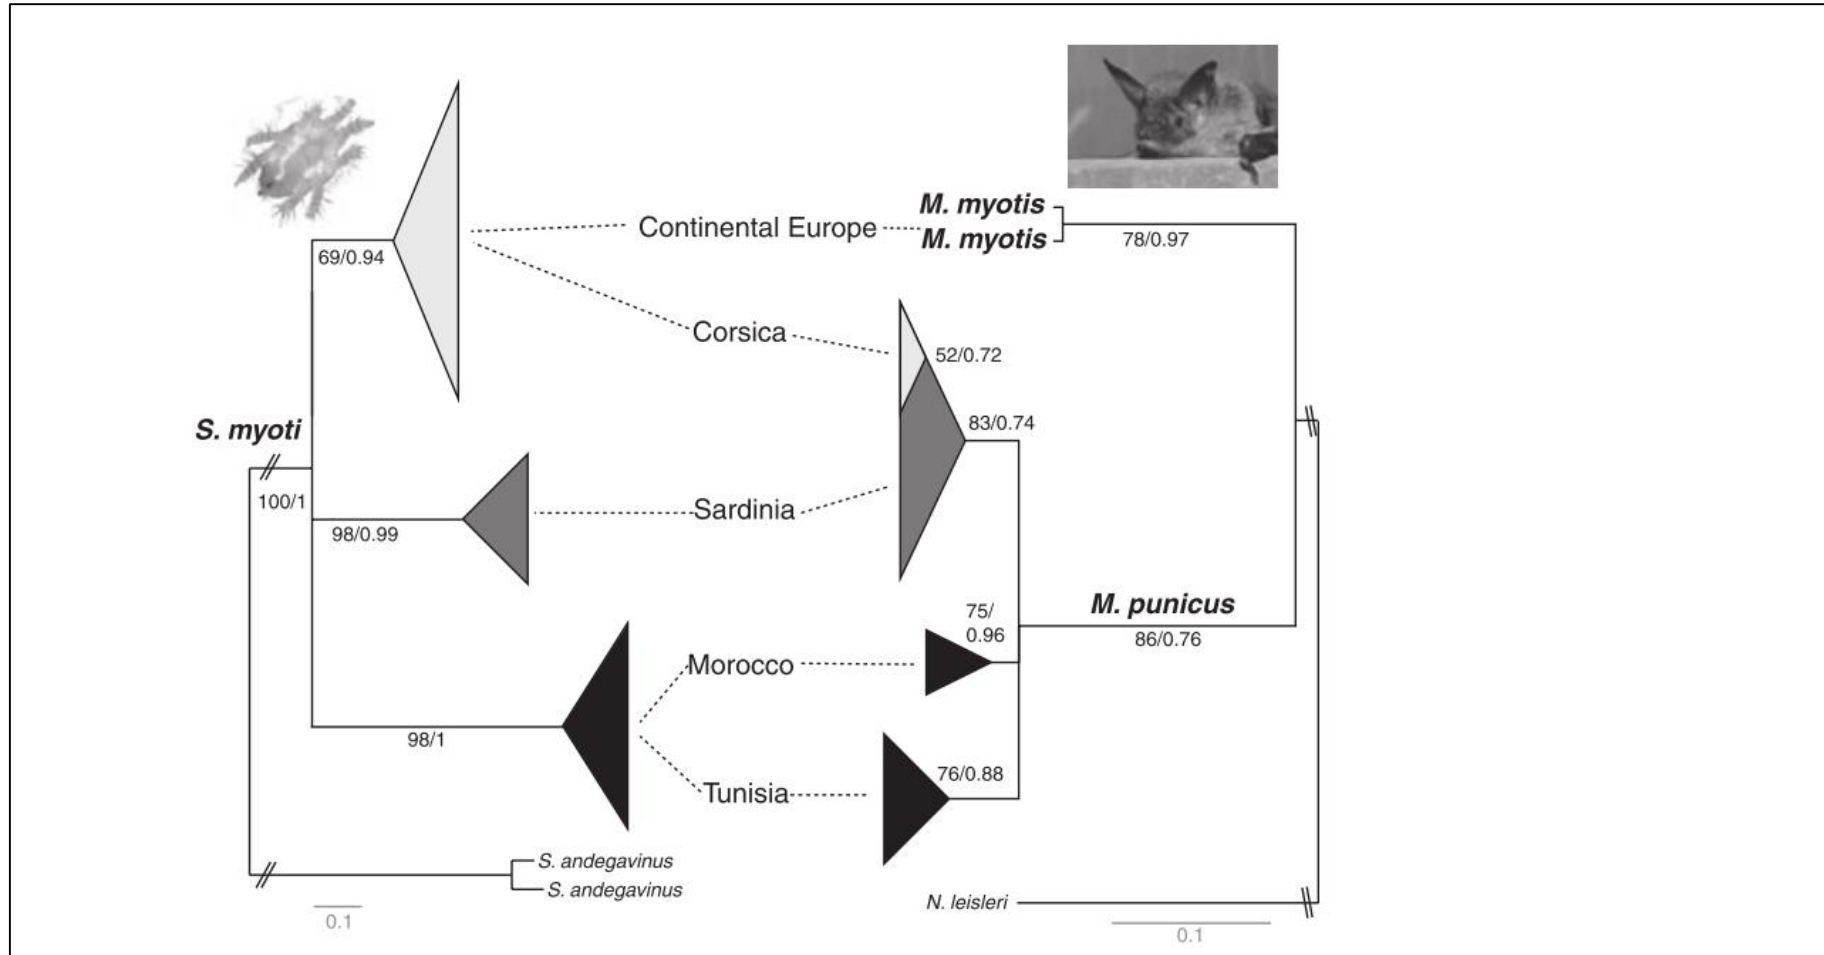 M. myotis
Continental Europe
M. myotis
78/0.97
69/0.94
Corsica
52/0.72
83/0.74
S. myoti
100/1
Sardinia
98/0.99
75/
0.96
M. punicus
86/0.76
Morocco
98/1
76/0.88
Tunisia
S. andegavinus
S. andegavinus
N. leisleri
0.1
0.1